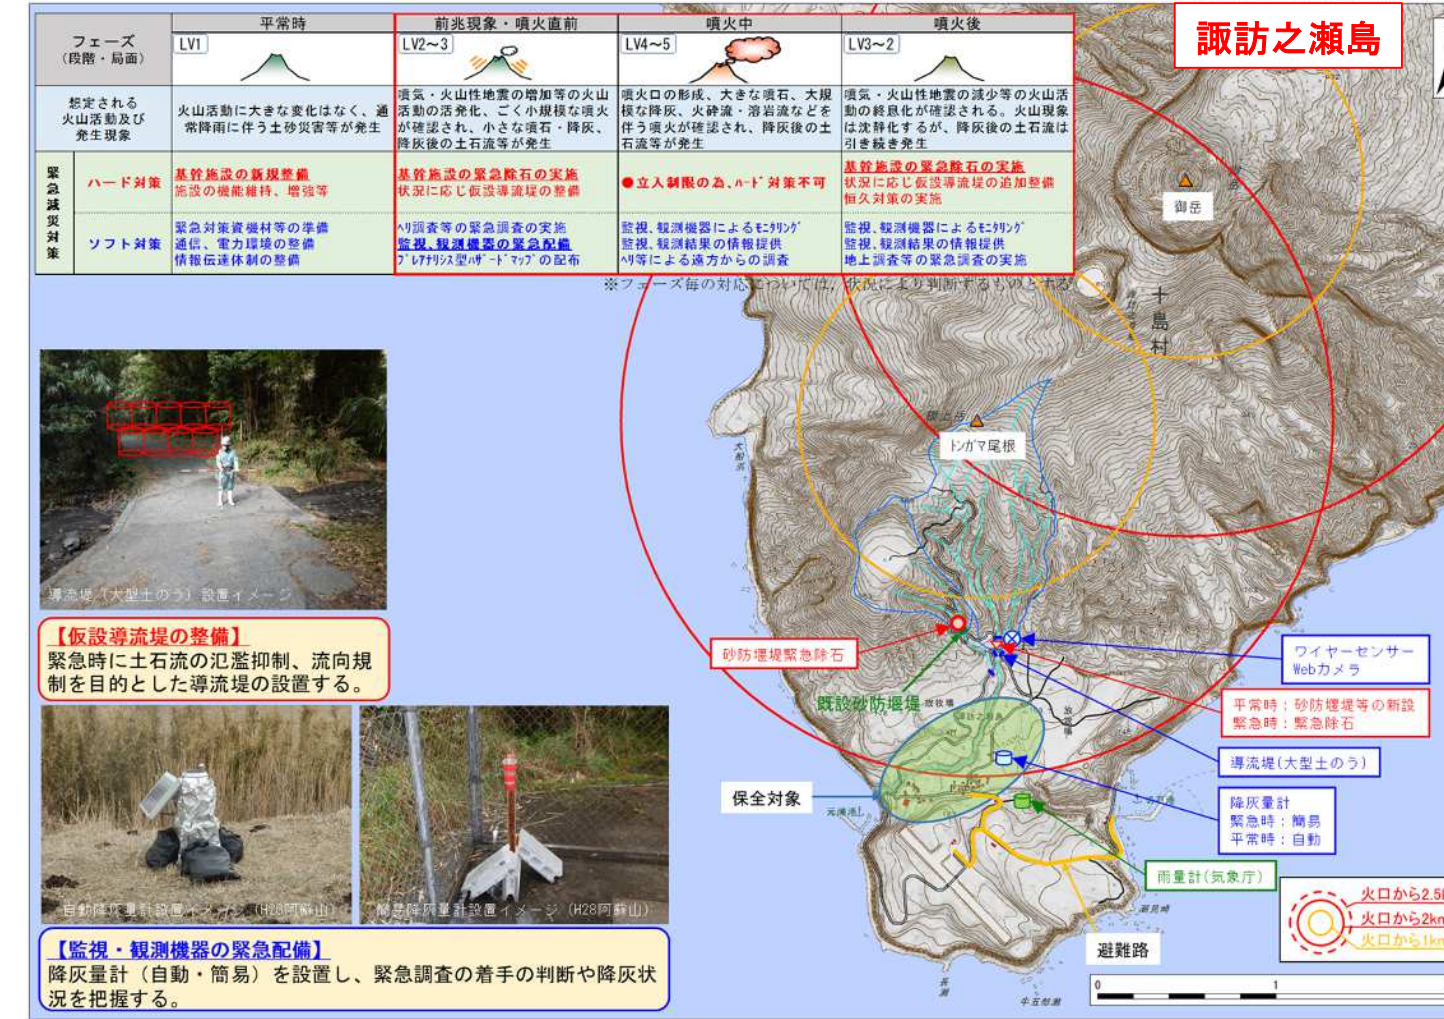 諏訪之瀬島
フェーズ
(段階・局面)
平常時
LV1
前兆現象・噴火直前
LV2～3
噴火中
LV4～5
噴火後
LV3～2
想定される
火山活動及び
発生現象
火山活動に大きな変化はなく、通
常降雨に伴う土砂災害等が発生
噴気・火山性地震の増加等の火山
活動の活発化、ごく小規模な噴火
が確認され、小さな噴石・降灰、
降灰後の土石流等が発生
噴火口の形成、大きな噴石、大規
模な降灰、火砕流・溶岩流などを
伴う噴火が確認され、降灰後の土
石流等が発生
噴気・火山性地震の減少等の火山活
動の終息化が確認される。火山現象
は沈静化するが、降灰後の土石流は
引き続き発生
緊急減災対策
ハード対策
基幹施設の新規整備
施設の機能維持、増強等
基幹施設の緊急除石の実施
状況に応じ仮設導流堤の整備
●立入制限の為、ハード対策不可
基幹施設の緊急除石の実施
状況に応じ仮設導流堤の追加整備
恒久対策の実施
ソフト対策
緊急対策資機材等の準備
通信、電力環境の整備
情報伝達体制の整備
ヘリ調査等の緊急調査の実施
監視、観測機器の緊急配備
プレアナリシス型ハザードマップの配布
監視、観測機器によるモニタリング
監視、観測結果の情報提供
ヘリ等による遠方からの調査
監視、観測機器によるモニタリング
監視、観測結果の情報提供
地上調査等の緊急調査の実施
※フェーズ毎の対応については、状況により判断するものとする
御岳
十島村
トンガマ尾根
大船浜
導流堤(大型土のう)設置イメージ
【仮設導流堤の整備】
緊急時に土石流の氾濫抑制、流向規
制を目的とした導流堤の設置する。
砂防堰堤緊急除石
既設砂防堰堤
放牧場
諏訪之瀬島
放牧場
ワイヤーセンサー
Webカメラ
平常時：砂防堰堤等の新設
緊急時：緊急除石
導流堤(大型土のう)
降灰量計
緊急時：簡易
平常時：自動
保全対象
元浦港
雨量計(気象庁)
避難路
長瀬
自動降灰量計設置イメージ (H28阿蘇山)
簡易降灰量計設置イメージ (H28阿蘇山)
【監視・観測機器の緊急配備】
降灰量計（自動・簡易）を設置し、緊急調査の着手の判断や降灰状
況を把握する。
火口から2.5
火口から2km
火口から1km
0
1